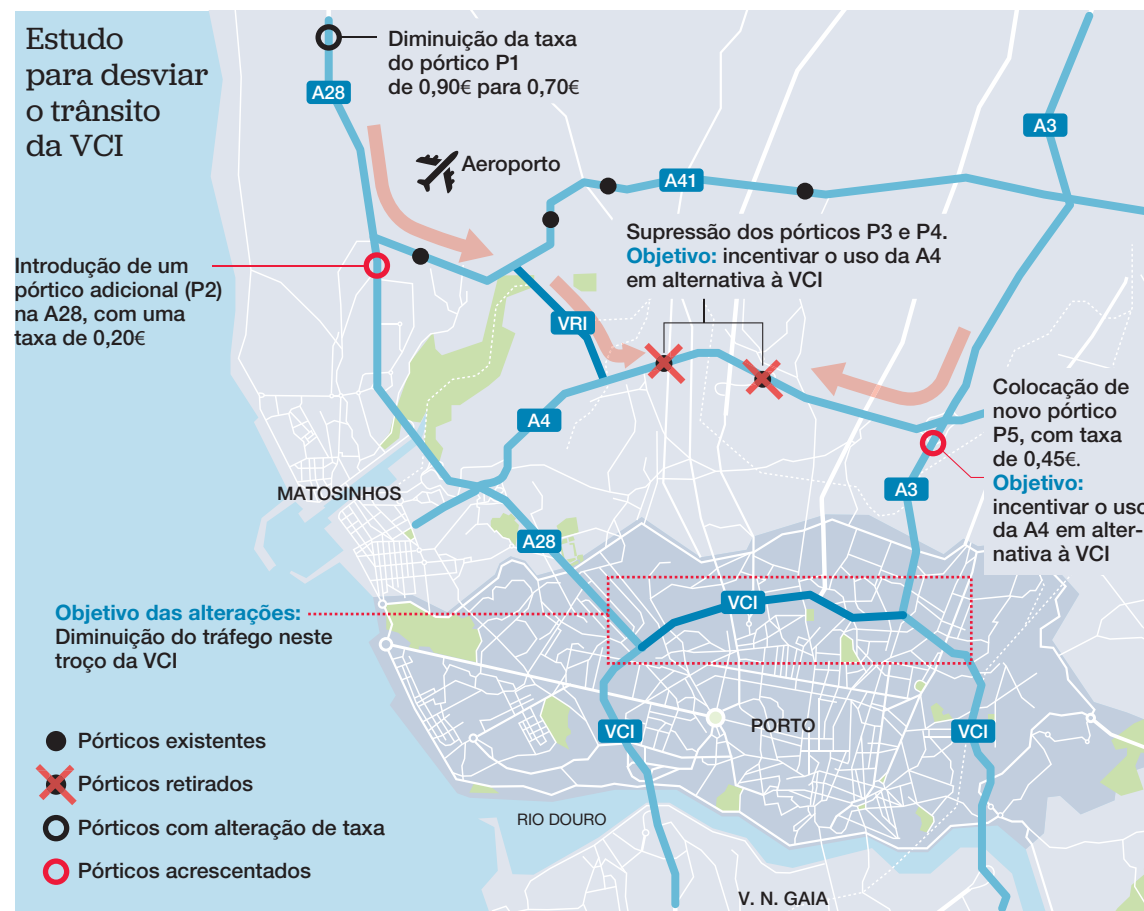 Estudo
para desviar
o trânsito
da VCI
Diminuição da taxa
do pórtico P1
de 0,90€ para 0,70€
A28
A3
Aeroporto
A41
Supressão dos pórticos P3 e P4.
Objetivo: incentivar o uso da A4
em alternativa à VCI
Introdução de um
pórtico adicional (P2)
na A28, com uma
taxa de 0,20€
VRI
Colocação de
novo pórtico
P5, com taxa
de 0,45€.
Objetivo:
incentivar o uso
da A4 em alter-
nativa à VCI
A4
A3
MATOSINHOS
A28
VCI
Objetivo das alterações:
Diminuição do tráfego neste
troço da VCI
PORTO
VCI
VCI
Pórticos existentes
Pórticos retirados
Pórticos com alteração de taxa
Pórticos acrescentados
RIO DOURO
V. N. GAIA